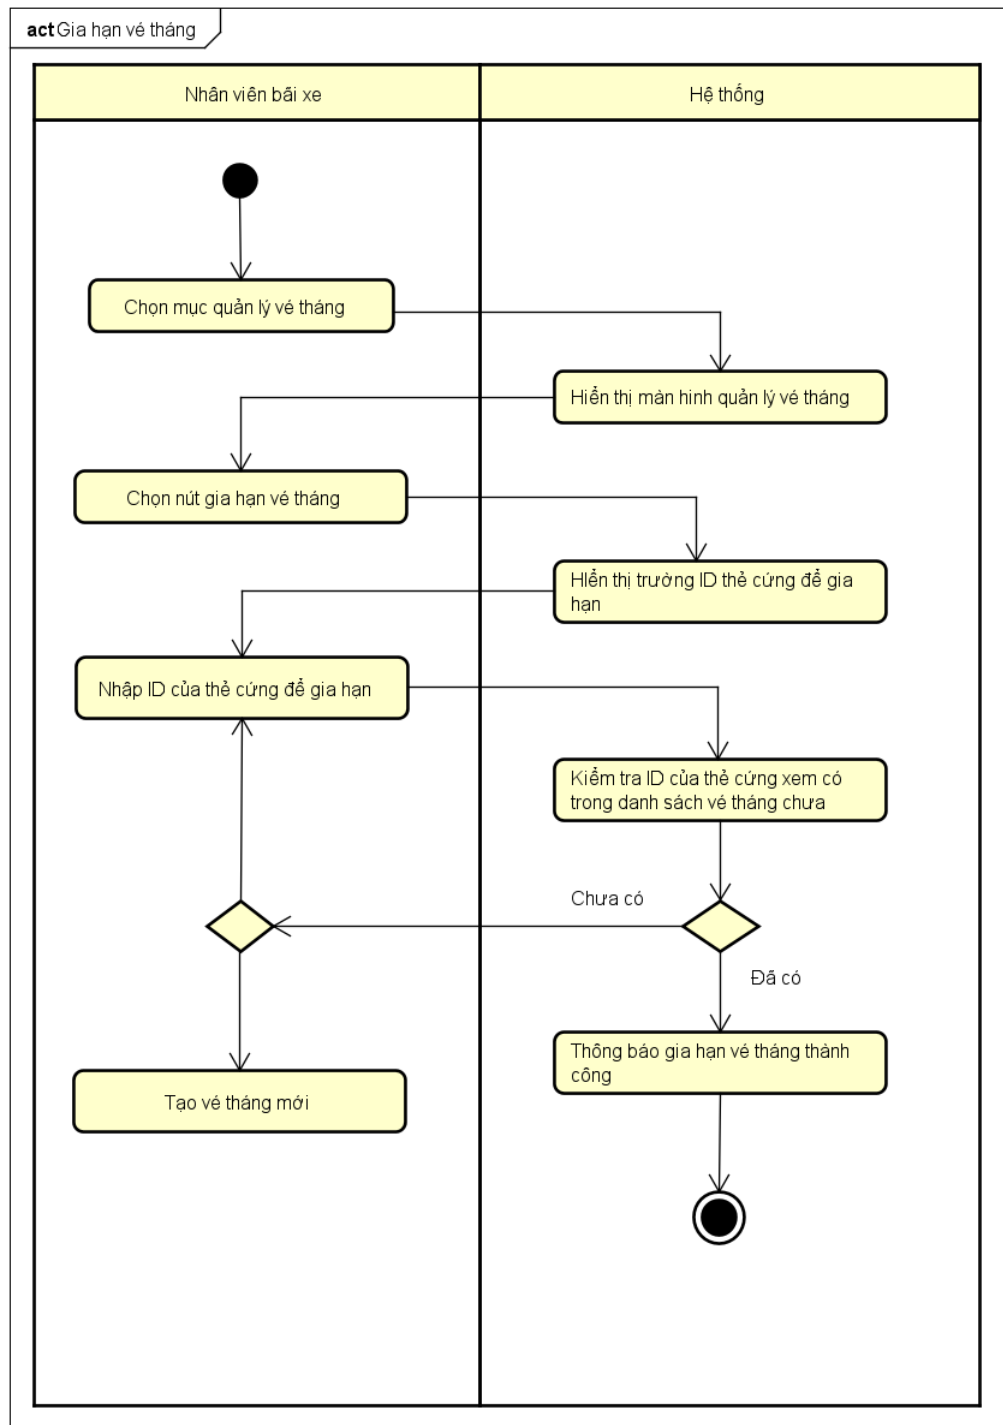 act Gia hạn vé tháng
Nhân viên bãi xe
Hệ thống
Chọn mục quản lý vé tháng
Hiển thị màn hinh quản lý vé tháng
Chọn nút gia hạn vé tháng
HIển thị trường ID thẻ cứng để gia
hạn
Nhập ID của thẻ cứng để gia hạn
Kiểm tra ID của thẻ cứng xem có
trong danh sách vé tháng chưa
Chưa có
Đã có
Thông báo gia hạn vé tháng thành
công
Tạo vé tháng mới